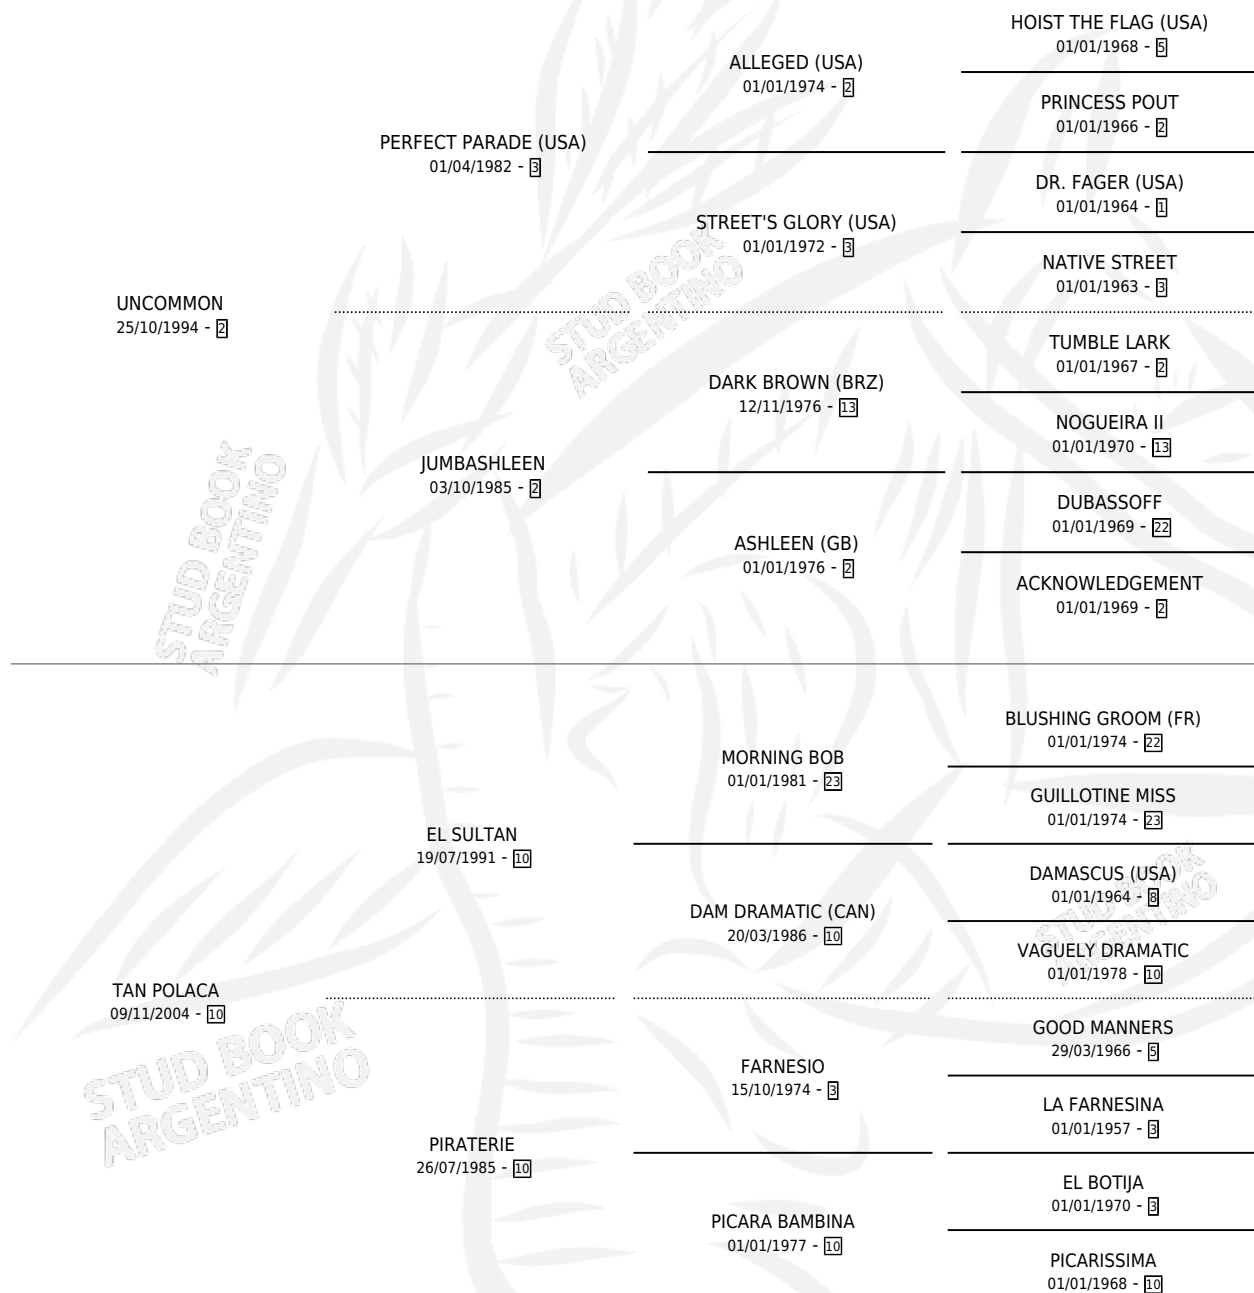 HOIST THE FLAG (USA)
01/01/1968 - 5
ALLEGED (USA)
01/01/1974 - 2
PRINCESS POUT
01/01/1966 - 2
PERFECT PARADE (USA)
01/04/1982 - 3
DR. FAGER (USA)
01/01/1964 - 1
STREET'S GLORY (USA)
01/01/1972 - 3
NATIVE STREET
01/01/1963 - 3
UNCOMMON
25/10/1994 - 2
TUMBLE LARK
01/01/1967 - 2
DARK BROWN (BRZ)
12/11/1976 - 13
NOGUEIRA II
01/01/1970 - 13
JUMBASHLEEN
03/10/1985 - 2
DUBASSOFF
01/01/1969 - 22
ASHLEEN (GB)
01/01/1976 - 2
ACKNOWLEDGEMENT
01/01/1969 - 2
BLUSHING GROOM (FR)
01/01/1974 - 22
MORNING BOB
01/01/1981 - 23
GUILLOTINE MISS
01/01/1974 - 23
EL SULTAN
19/07/1991 - 10
DAMASCUS (USA)
01/01/1964 - 8
DAM DRAMATIC (CAN)
20/03/1986 - 10
VAGUELY DRAMATIC
01/01/1978 - 10
TAN POLACA
09/11/2004 - 10
GOOD MANNERS
29/03/1966 - 5
FARNESIO
15/10/1974 - 3
LA FARNESINA
01/01/1957 - 3
PIRATERIE
26/07/1985 - 10
EL BOTIJA
01/01/1970 - 3
PICARA BAMBINA
01/01/1977 - 10
PICARISSIMA
01/01/1968 - 10
STUD BOOK
ARGENTINO
STUD BOOK
ARGENTINO
STUD BOOK
ARGENTINO
STUD BOOK
ARGENTINO